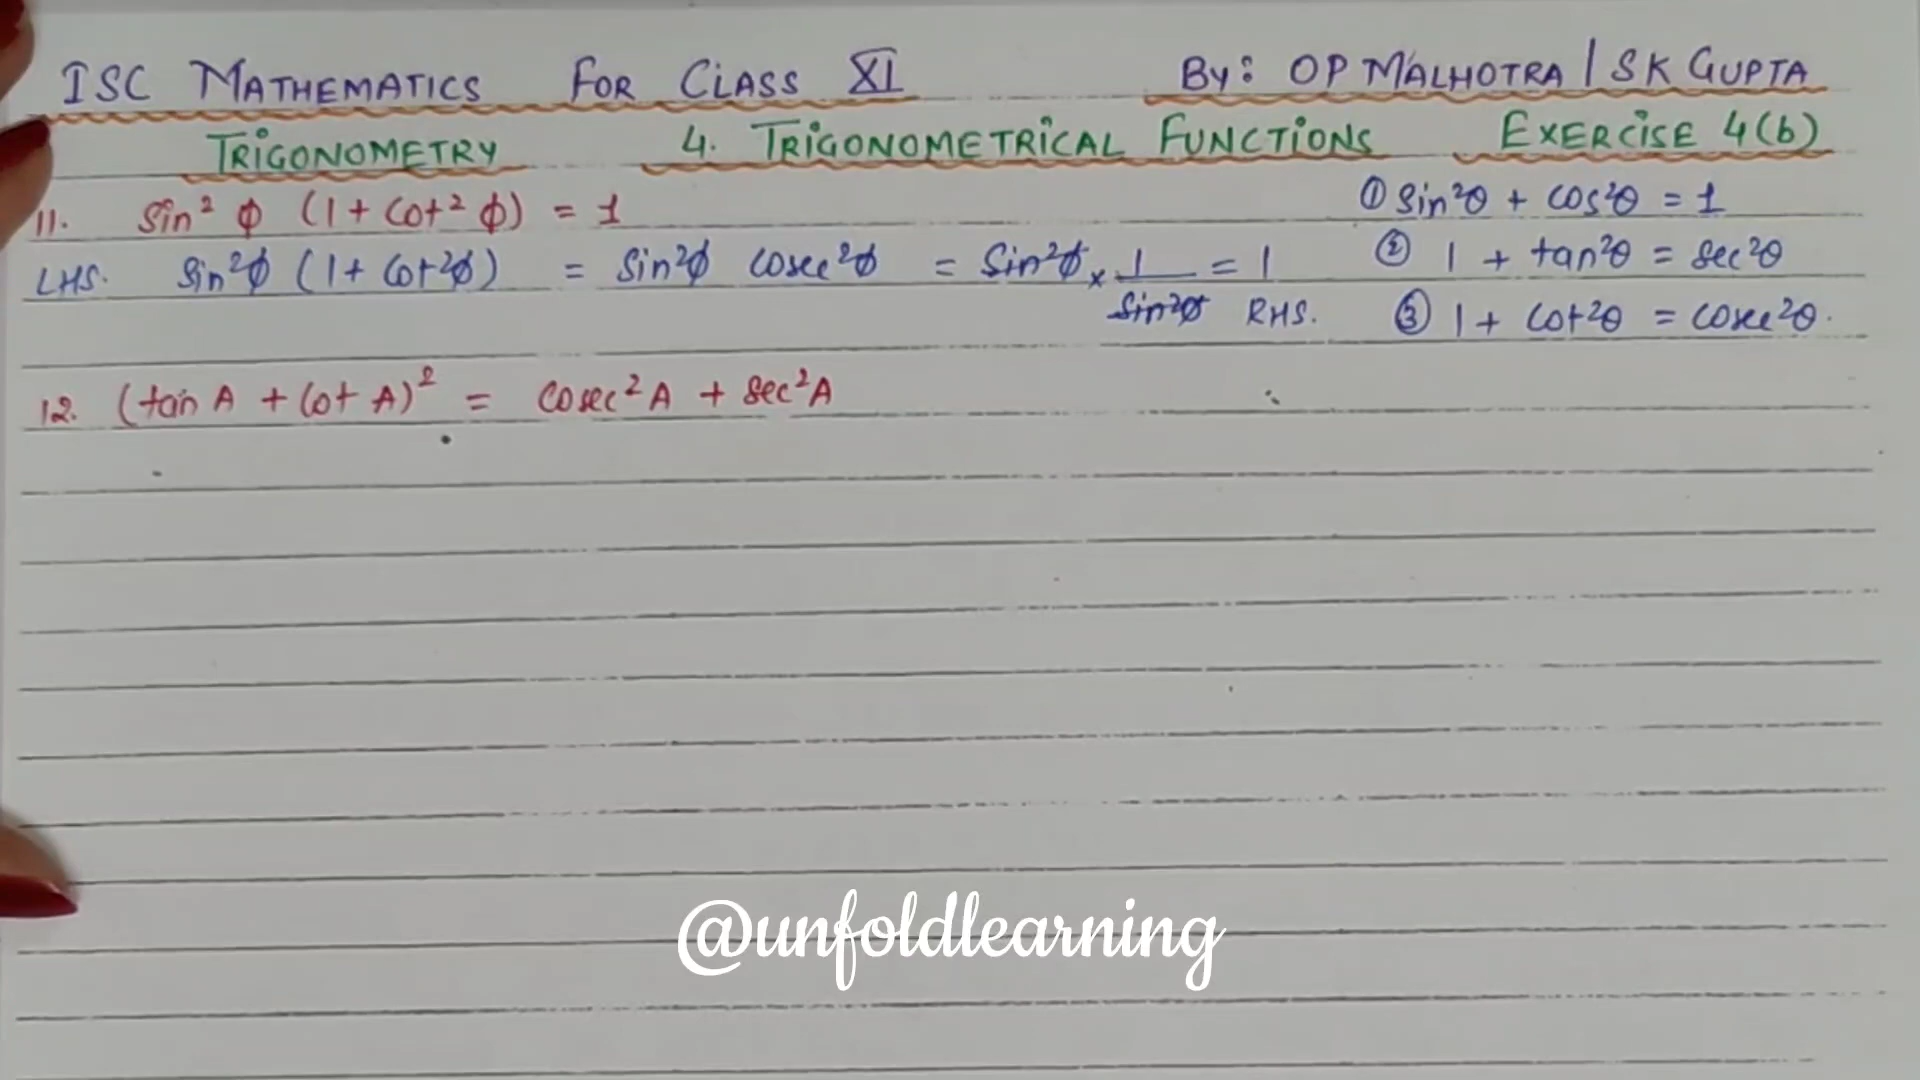 ISC MATHEMATICS FOR CLASS XI By: OP MALHOTRA | SK GUPTA
TRIGONOMETRY 4. TRIGONOMETRICAL FUNCTIONS EXERCISE 4(b)
11. Sin² φ (1 + Cot² φ) = 1 ① Sin²θ + Cos²θ = 1
LHS. Sin²φ (1 + Cot²φ) = Sin²φ Cosec²φ = Sin²φ × 1/Sin²φ = 1 RHS. ② 1 + tan²θ = Sec²θ
③ 1 + Cot²θ = Cosec²θ.
12. (tan A + Cot A)² = Cosec² A + Sec² A
@unfoldlearning